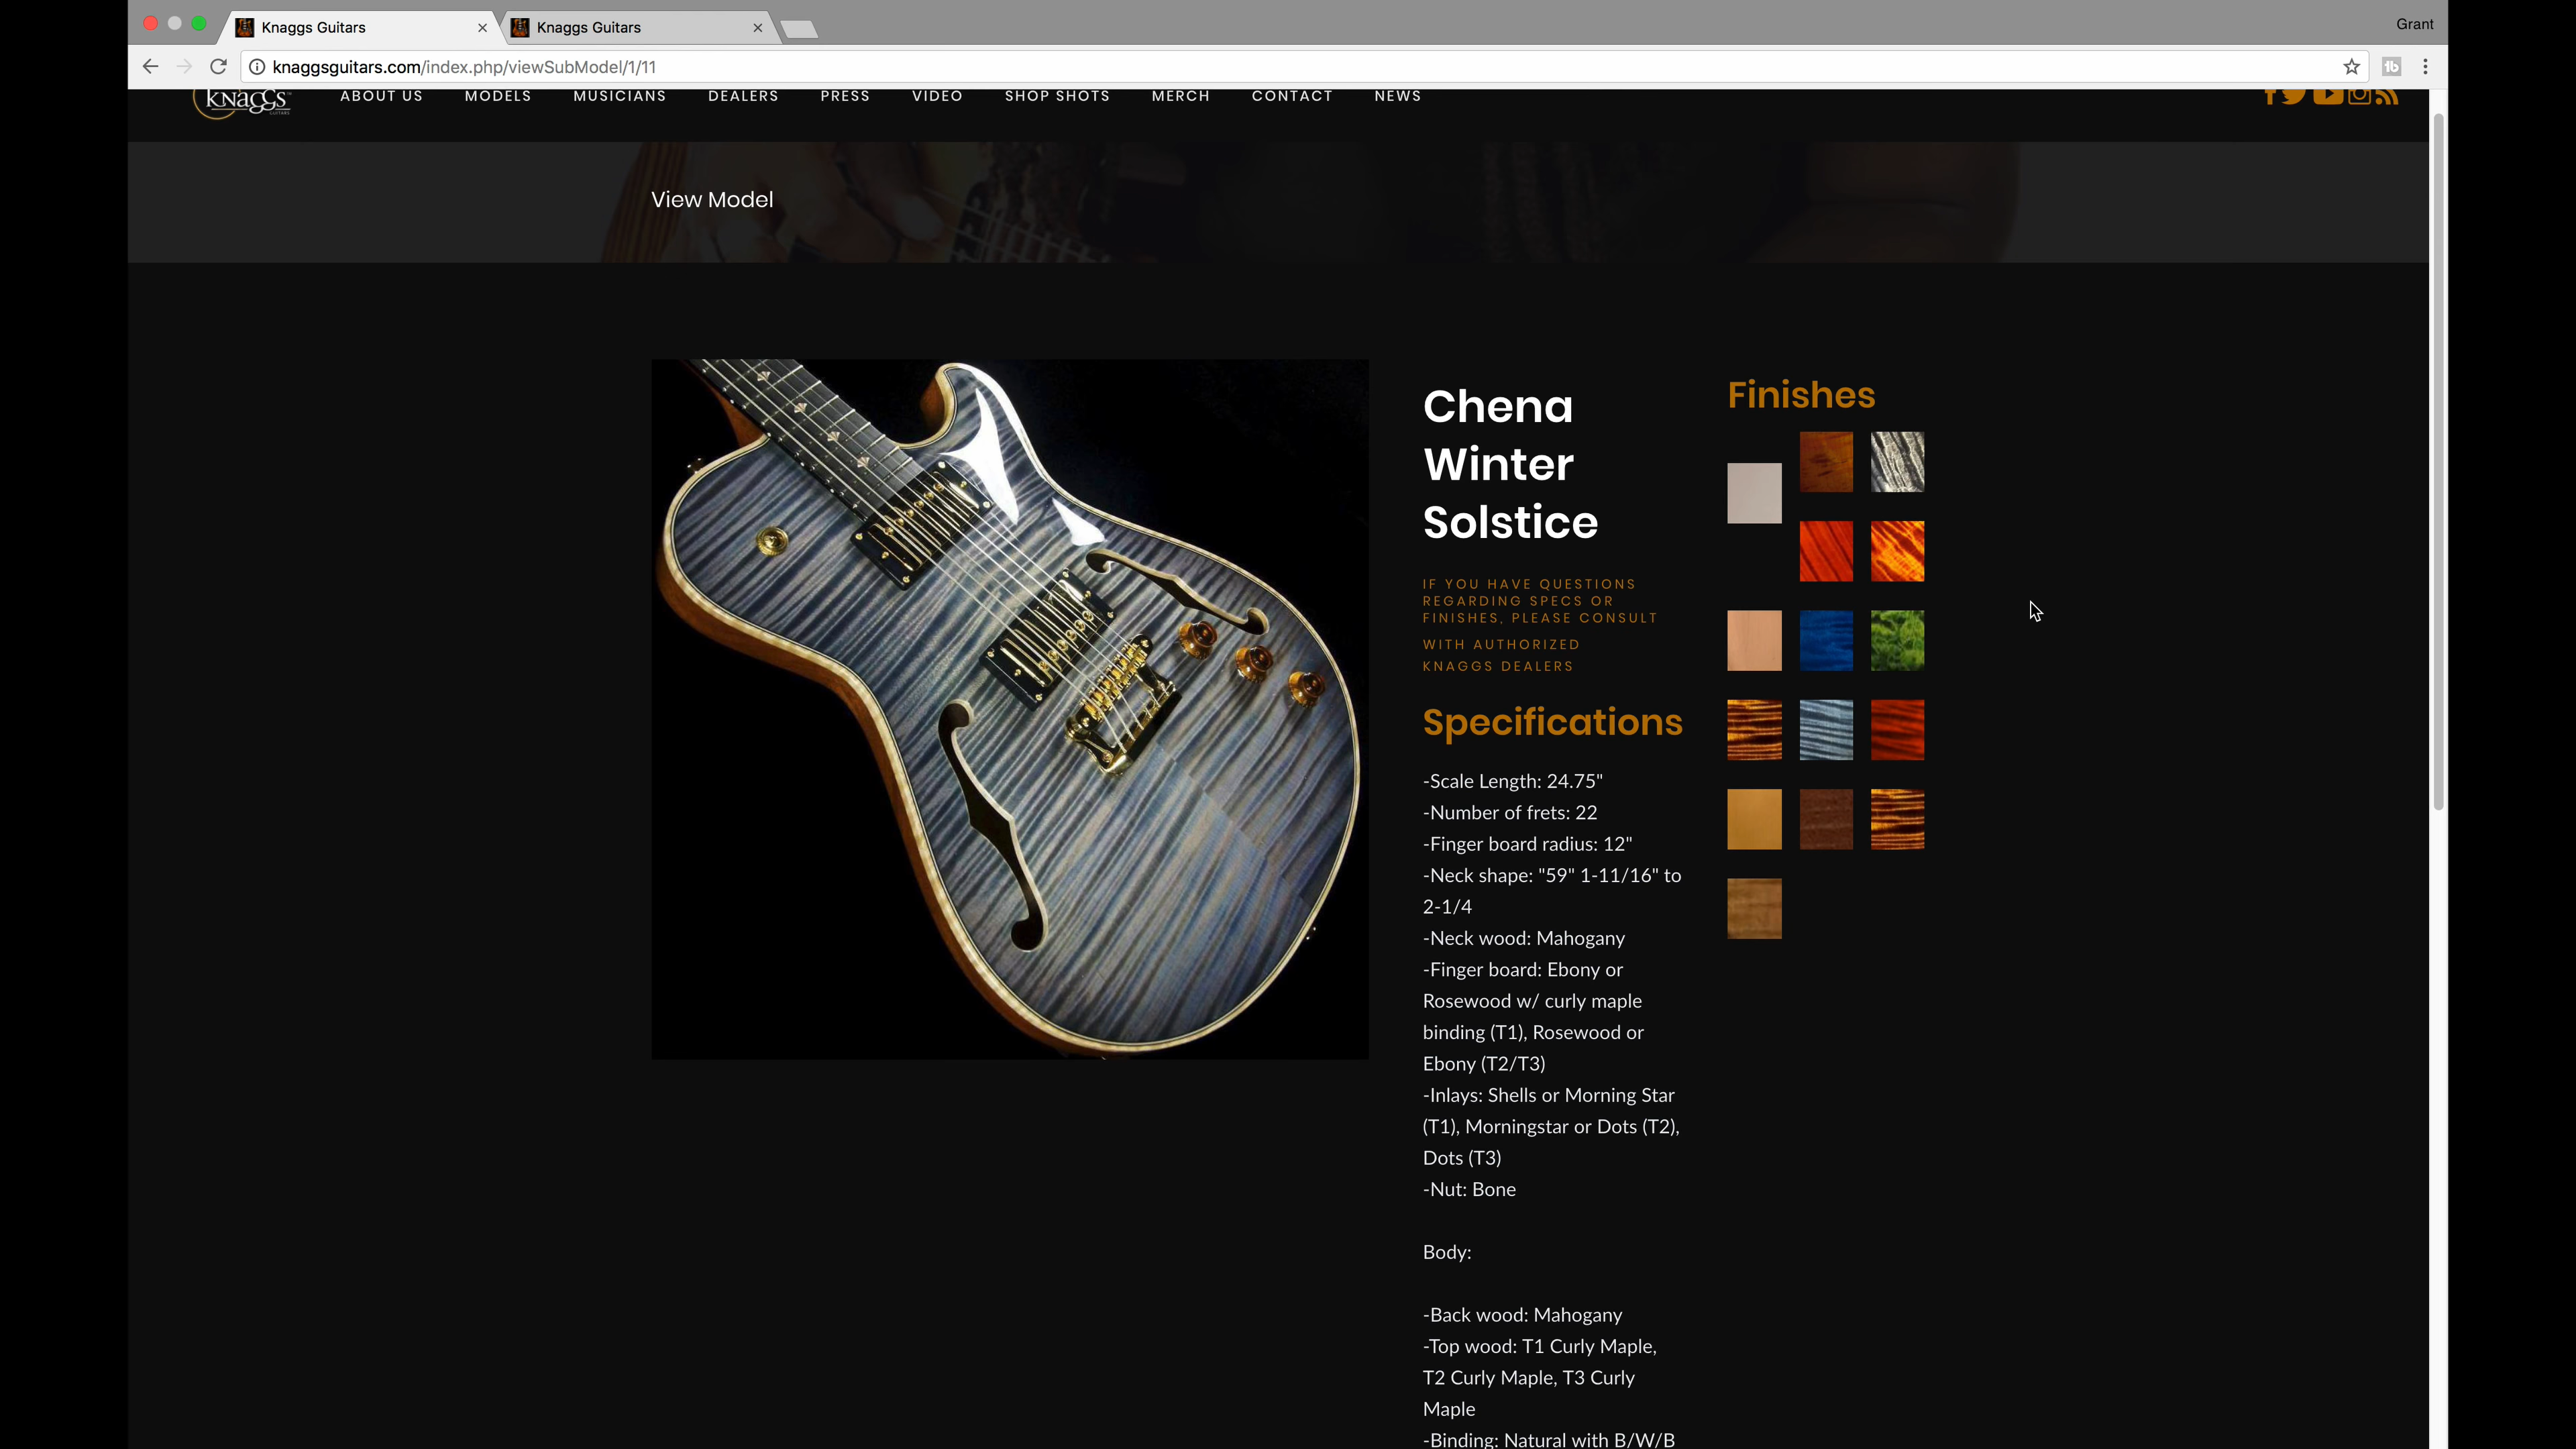 Knaggs Guitars
Knaggs Guitars
Grant
knaggsguitars.com/index.php/viewSubModel/1/11
KNaGGS
ABOUT US MODELS MUSICIANS DEALERS PRESS VIDEO SHOP SHOTS MERCH CONTACT NEWS
View Model
Chena
Winter
Solstice
IF YOU HAVE QUESTIONS
REGARDING SPECS OR
FINISHES, PLEASE CONSULT
WITH AUTHORIZED
KNAGGS DEALERS
Specifications
-Scale Length: 24.75"
-Number of frets: 22
-Finger board radius: 12"
-Neck shape: "59" 1-11/16" to
2-1/4
-Neck wood: Mahogany
-Finger board: Ebony or
Rosewood w/ curly maple
binding (T1), Rosewood or
Ebony (T2/T3)
-Inlays: Shells or Morning Star
(T1), Morningstar or Dots (T2),
Dots (T3)
-Nut: Bone
Body:
-Back wood: Mahogany
-Top wood: T1 Curly Maple,
T2 Curly Maple, T3 Curly
Maple
-Binding: Natural with B/W/B
Finishes